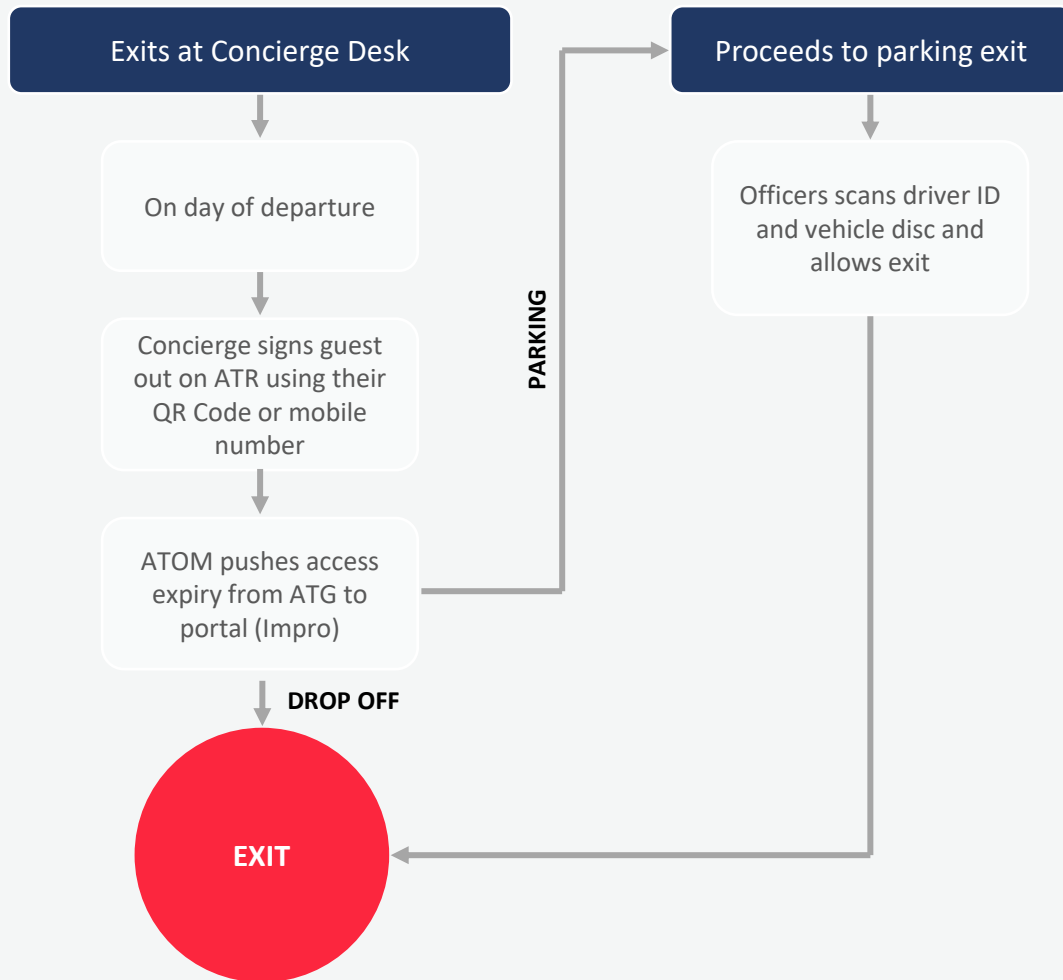 Exits at Concierge Desk
On day of departure
Concierge signs guest
out on ATR using their
QR Code or mobile
number
ATOM pushes access
expiry from ATG to
portal (Impro)
DROP OFF
EXIT
PARKING
Proceeds to parking exit
Officers scans driver ID
and vehicle disc and
allows exit